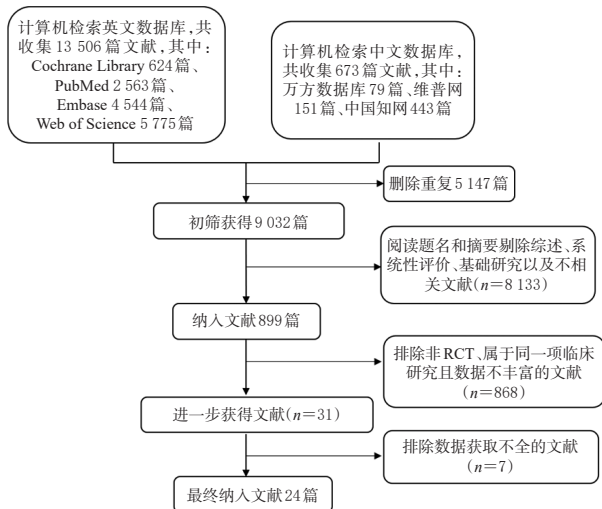 计算机检索英文数据库,共
收集 13 506 篇文献,其中:
Cochrane Library 624篇、
PubMed 2 563篇、
Embase 4 544篇、
Web of Science 5 775篇
计算机检索中文数据库,
共收集 673 篇文献,其中:
万方数据库 79 篇、维普网
151篇、中国知网 443篇
删除重复 5 147篇
初筛获得 9 032篇
阅读题名和摘要剔除综述、系
统性评价、基础研究以及不相
关文献(n=8 133)
纳入文献 899篇
排除非RCT、属于同一项临床
研究且数据不丰富的文献
(n=868)
进一步获得文献(n=31)
排除数据获取不全的文献
(n=7)
最终纳入文献 24篇